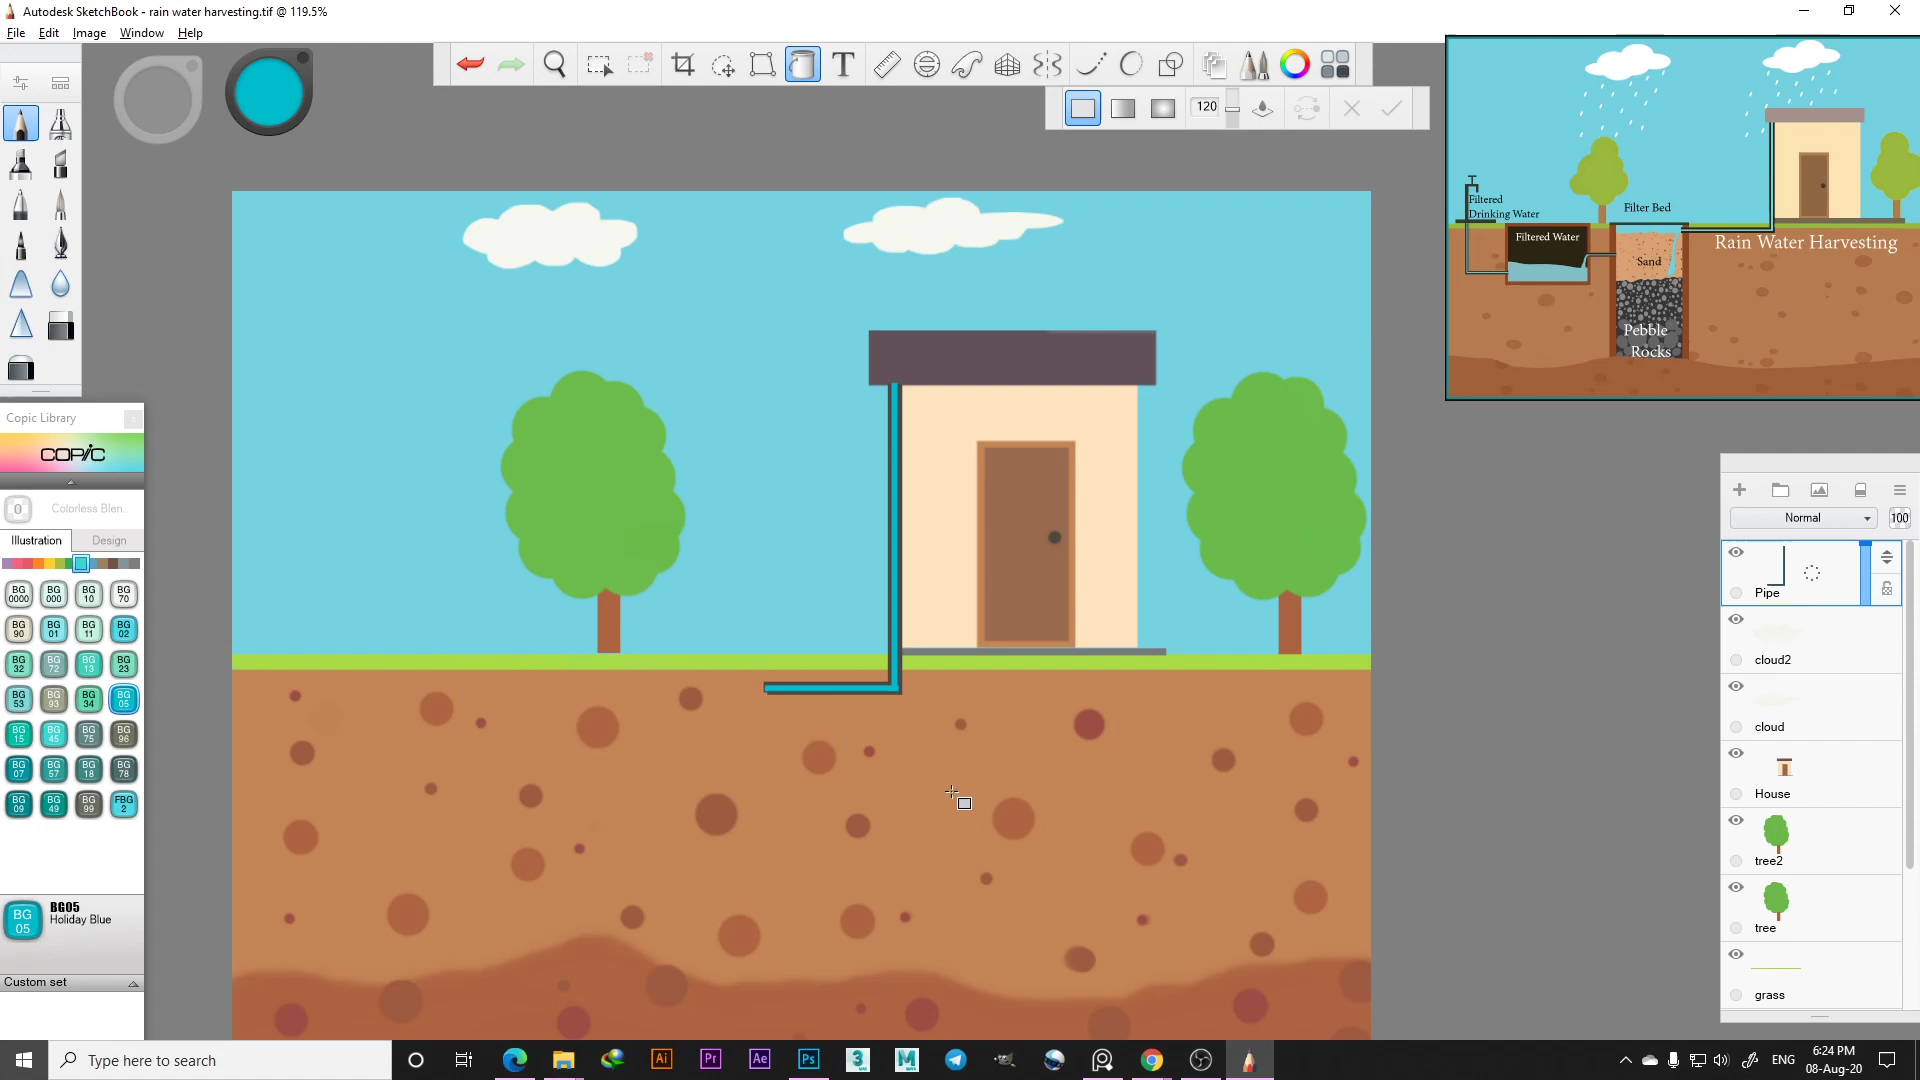 Autodesk SketchBook - rain water harvesting.tif @ 119.5%
File Edit Image Window Help
120
Copic Library
x
COPIC
0 Colorless Blen..
Illustration Design
BG 0000 BG 000 BG 10 BG 70
BG 90 BG 01 BG 11 BG 02
BG 32 BG 72 BG 13 BG 23
BG 53 BG 93 BG 34 BG 05
BG 15 BG 45 BG 75 BG 96
BG 07 BG 57 BG 18 BG 78
BG 09 BG 49 BG 99 FBG 2
BG 05
BG05
Holiday Blue
Custom set
Filtered
Drinking Water
Filter Bed
Filtered Water
Rain Water Harvesting
Sand
Pebble
Rocks
Normal 100
Pipe
cloud2
cloud
House
tree2
tree
grass
Type here to search
Ai Pr Ae Ps 3 M
ENG
6:24 PM
08-Aug-20